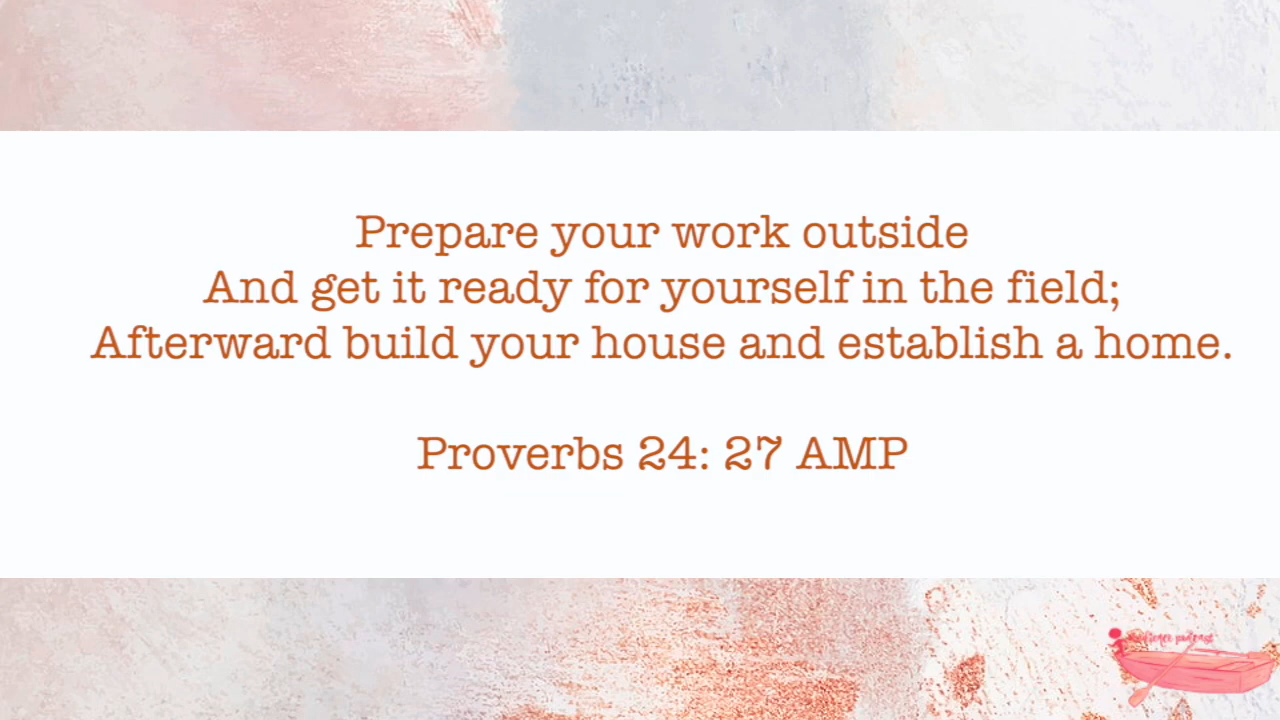 Prepare your work outside
And get it ready for yourself in the field;
Afterward build your house and establish a home.
Proverbs 24: 27 AMP
podcast